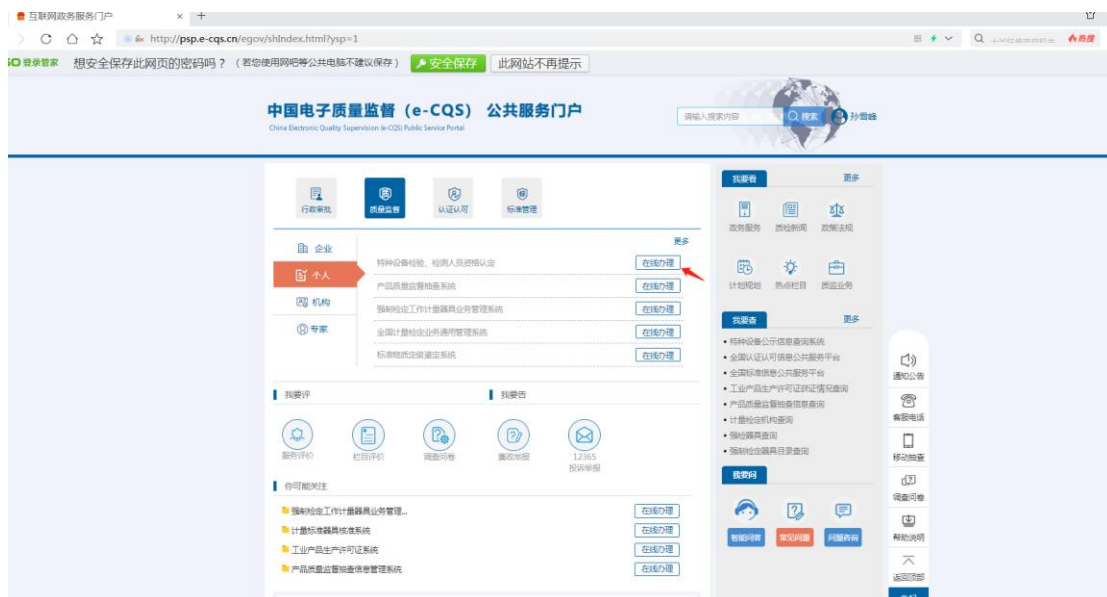 互联网政务服务门户
http://psp.e-cqs.cn/egov/shIndex.html?ysp=1
登录管家 想安全保存此网页的密码吗？（若您使用网吧等公共电脑不建议保存） 安全保存 此网站不再提示
中国电子质量监督（e-CQS） 公共服务门户
China Electronic Quality Supervision (e-CQS) Public Service Portal
请输入搜索内容 搜索 孙雪峰
行政审批 质量监督 认证认可 标准管理
更多
企业
个人
机构
专家
特种设备检验、检测人员资格认定 在线办理
产品质量监督抽查系统 在线办理
强制检定工作计量器具业务管理系统 在线办理
全国计量检定业务通用管理系统 在线办理
标准物质定级鉴定系统 在线办理
我要评 我要告
服务评价 栏目评价 调查问卷 廉政举报 12365
投诉举报
你可能关注
强制检定工作计量器具业务管理... 在线办理
计量标准器具核准系统 在线办理
工业产品生产许可证系统 在线办理
产品质量监督抽查信息管理系统 在线办理
我要看 更多
政务服务 质检新闻 政策法规
计划规划 热点栏目 质监业务
我要查 更多
特种设备公示信息查询系统
全国认证认可信息公共服务平台
全国标准信息公共服务平台
工业产品生产许可证获证情况查询
产品质量监督抽查信息查询
计量检定机构查询
强检器具查询
强制检定器具目录查询
我要问
智能问答 常见问题 问题咨询
通知公告
客服电话
移动抽查
调查问卷
帮助说明
返回顶部